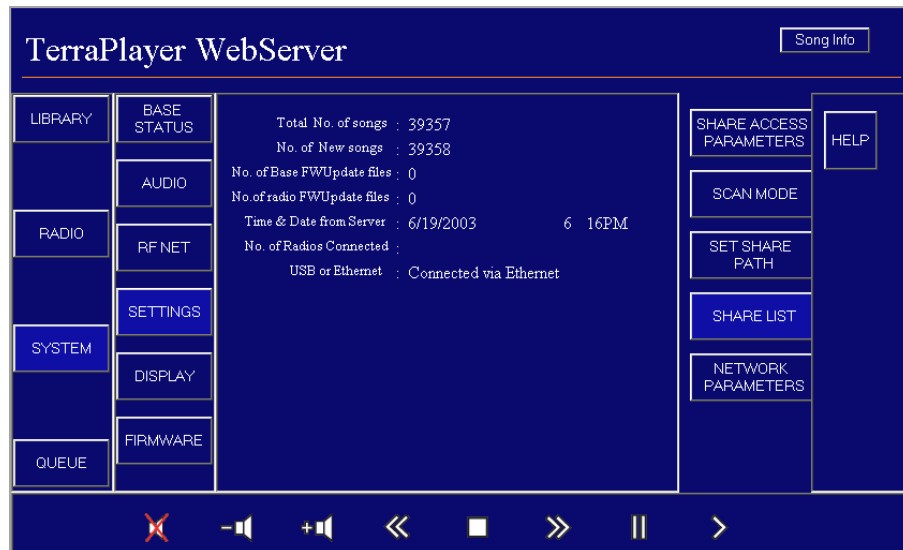 TerraPlayer WebServer
Song Info
LIBRARY
RADIO
SYSTEM
QUEUE
BASE
STATUS
AUDIO
RF NET
SETTINGS
DISPLAY
FIRMWARE
Total No. of songs : 39357
No. of New songs : 39358
No. of Base FWUpdate files : 0
No.of radio FWUpdate files : 0
Time & Date from Server : 6/19/2003 6 16PM
No. of Radios Connected :
USB or Ethernet : Connected via Ethernet
SHARE ACCESS
PARAMETERS
SCAN MODE
SET SHARE
PATH
SHARE LIST
NETWORK
PARAMETERS
HELP